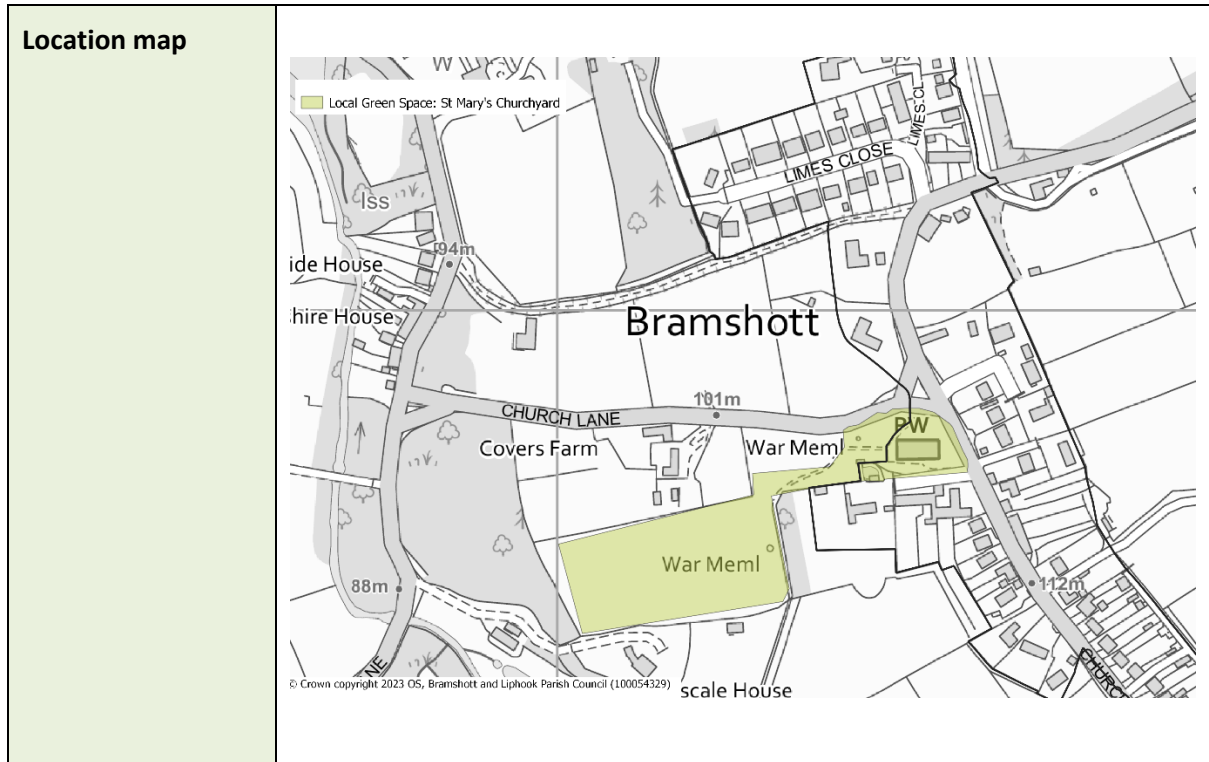 Location map
W
Local Green Space: St Mary's Churchyard
LIMES CL
LIMES CLOSE
Iss
94m
ide House
hire House
Bramshott
101m
CHURCH LANE
PW
Covers Farm
War Meml
War Meml
88m
112m
NE
CHURC
© Crown copyright 2023 OS, Bramshott and Liphook Parish Council (100054329)
scale House